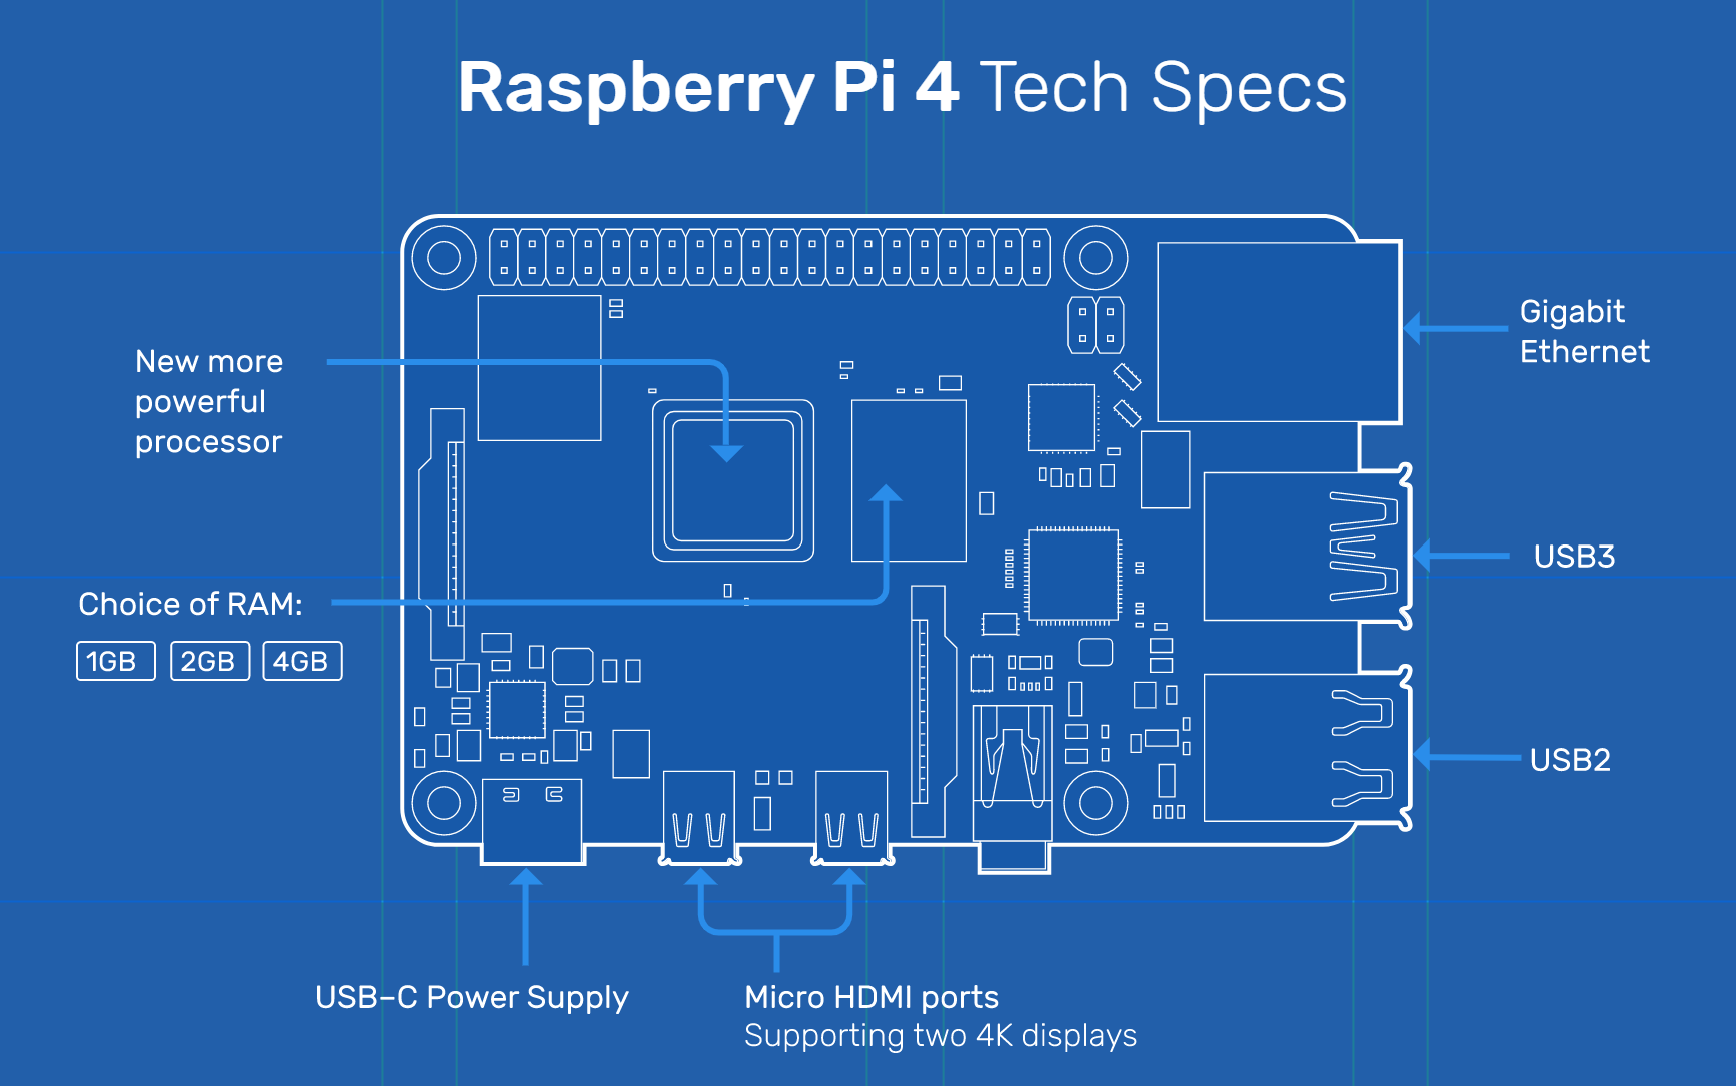 Raspberry Pi 4 Tech Specs
New more
powerful
processor
Gigabit
Ethernet
USB3
Choice of RAM:
1GB 2GB 4GB
USB2
USB-C Power Supply
Micro HDMI ports
Supporting two 4K displays